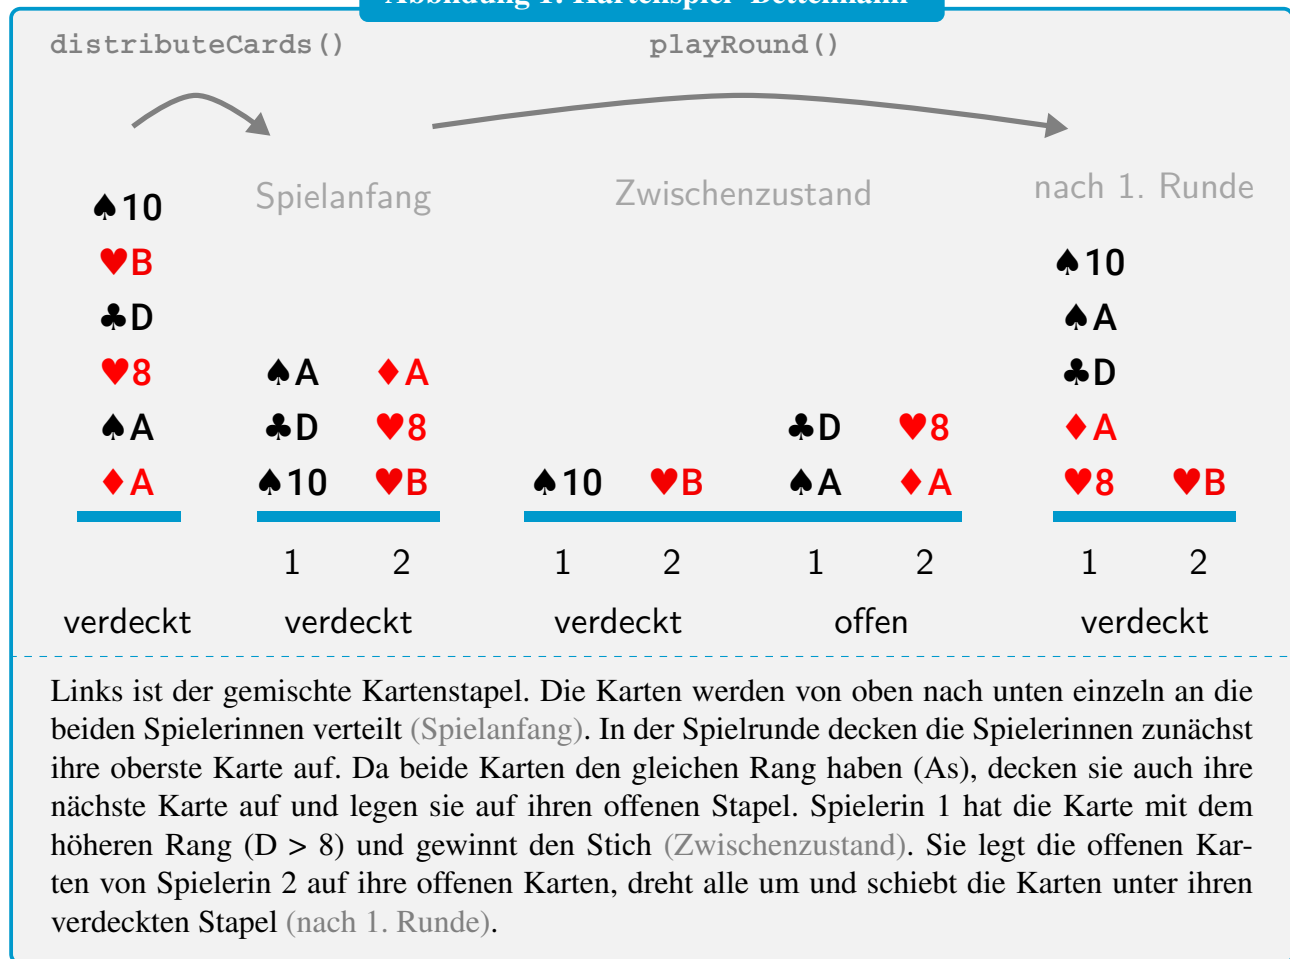 Abbildung 1: Kartenspiel "Bettelmann"
distributeCards() playRound()
Spielanfang Zwischenzustand nach 1. Runde
♠10
♥B ♠10
♣D ♠A
♥8 ♠A ♦A ♣D
♠A ♣D ♥8 ♣D ♥8 ♦A
♦A ♠10 ♥B ♠10 ♥B ♠A ♦A ♥8 ♥B
1 2 1 2 1 2 1 2
verdeckt verdeckt verdeckt offen verdeckt
Links ist der gemischte Kartenstapel. Die Karten werden von oben nach unten einzeln an die
beiden Spielerinnen verteilt (Spielanfang). In der Spielrunde decken die Spielerinnen zunächst
ihre oberste Karte auf. Da beide Karten den gleichen Rang haben (As), decken sie auch ihre
nächste Karte auf und legen sie auf ihren offenen Stapel. Spielerin 1 hat die Karte mit dem
höheren Rang (D > 8) und gewinnt den Stich (Zwischenzustand). Sie legt die offenen Kar-
ten von Spielerin 2 auf ihre offenen Karten, dreht alle um und schiebt die Karten unter ihren
verdeckten Stapel (nach 1. Runde).